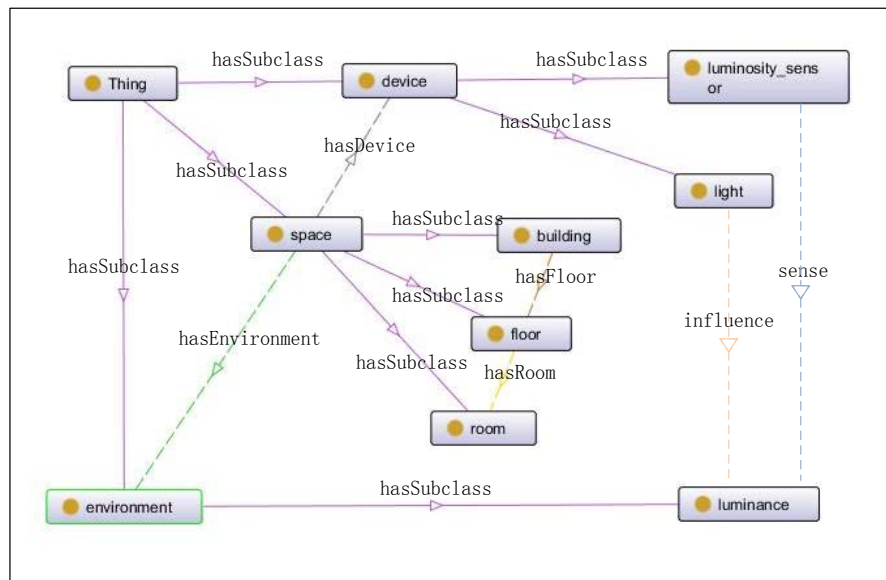 hasSubclass
hasSubclass
Thing
device
luminosity_sens
or
hasSubclass
hasDevice
hasSubclass
light
hasSubclass
space
building
hasSubclass
hasFloor
sense
hasSubclass
influence
hasEnvironment
floor
hasSubclass
hasRoom
room
hasSubclass
environment
luminance